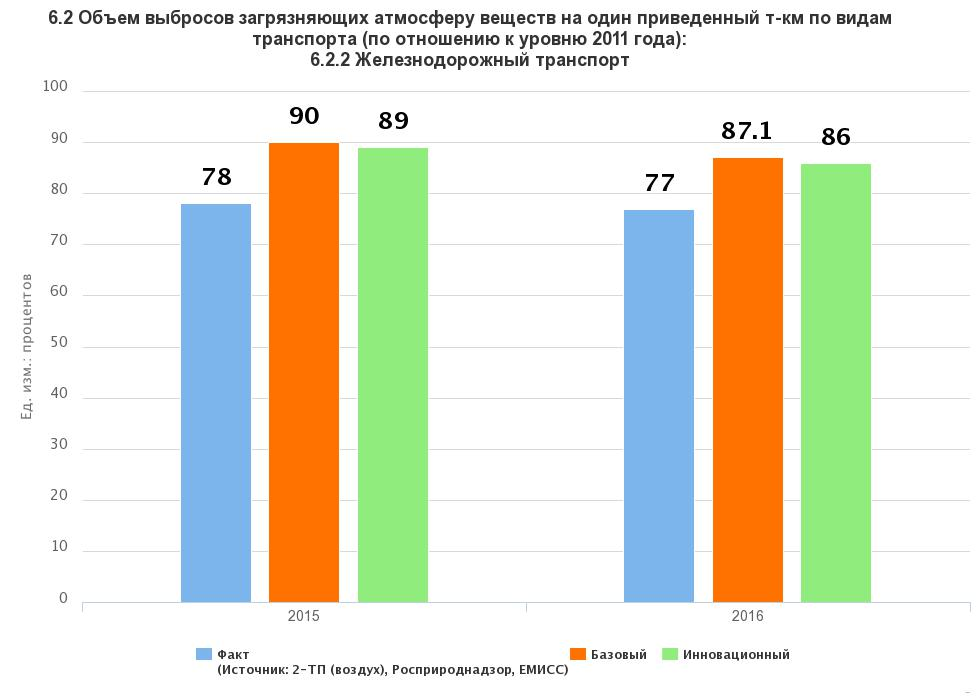 6.2 Объем выбросов загрязняющих атмосферу веществ на один приведенный т-км по видам
транспорта (по отношению к уровню 2011 года):
6.2.2 Железнодорожный транспорт
100
90
80
70
60
50
40
30
20
10
0
Ед. изм.: процентов
78
90
89
77
87.1
86
2015
2016
Факт
(Источник: 2-ТП (воздух), Росприроднадзор, ЕМИСС)
Базовый
Инновационный